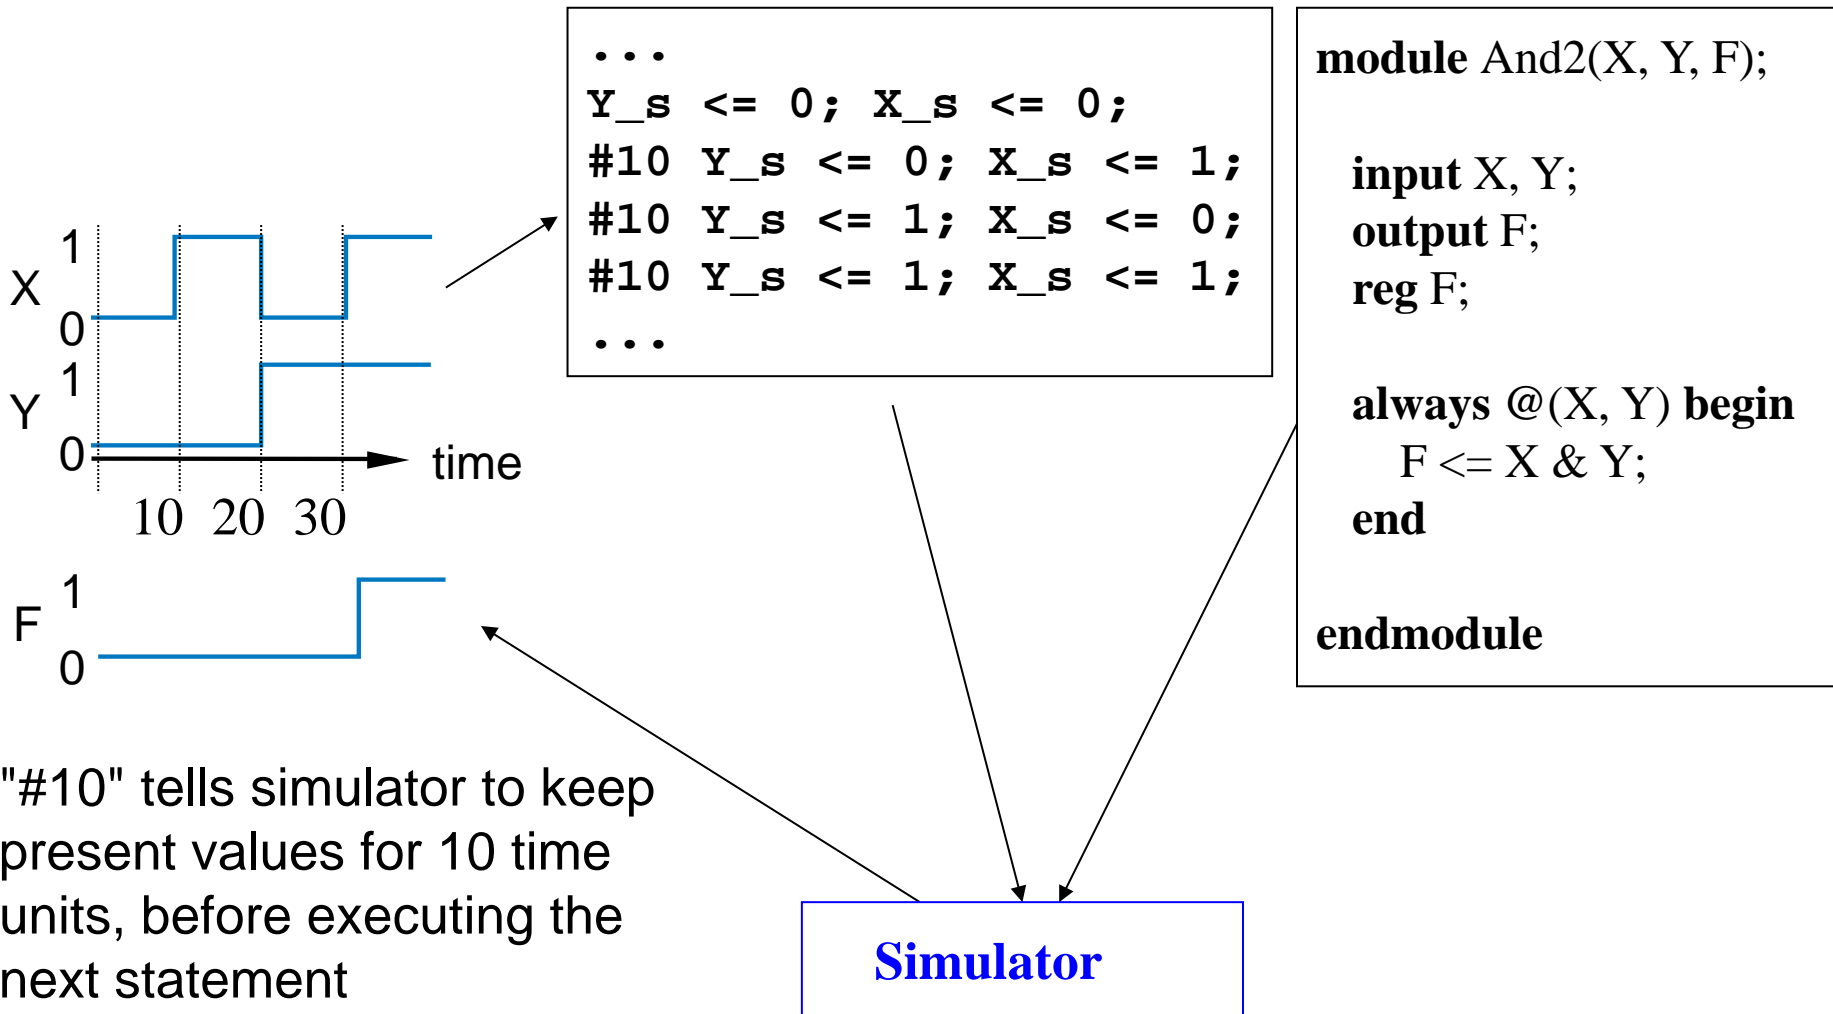 ...
Y_s <= 0; X_s <= 0;
#10 Y_s <= 0; X_s <= 1;
#10 Y_s <= 1; X_s <= 0;
#10 Y_s <= 1; X_s <= 1;
...
module And2(X, Y, F);
input X, Y;
output F;
reg F;
always @(X, Y) begin
F <= X & Y;
end
endmodule
1
X
0
1
Y
0
time
10 20 30
1
F
0
"#10" tells simulator to keep
present values for 10 time
units, before executing the
next statement
Simulator